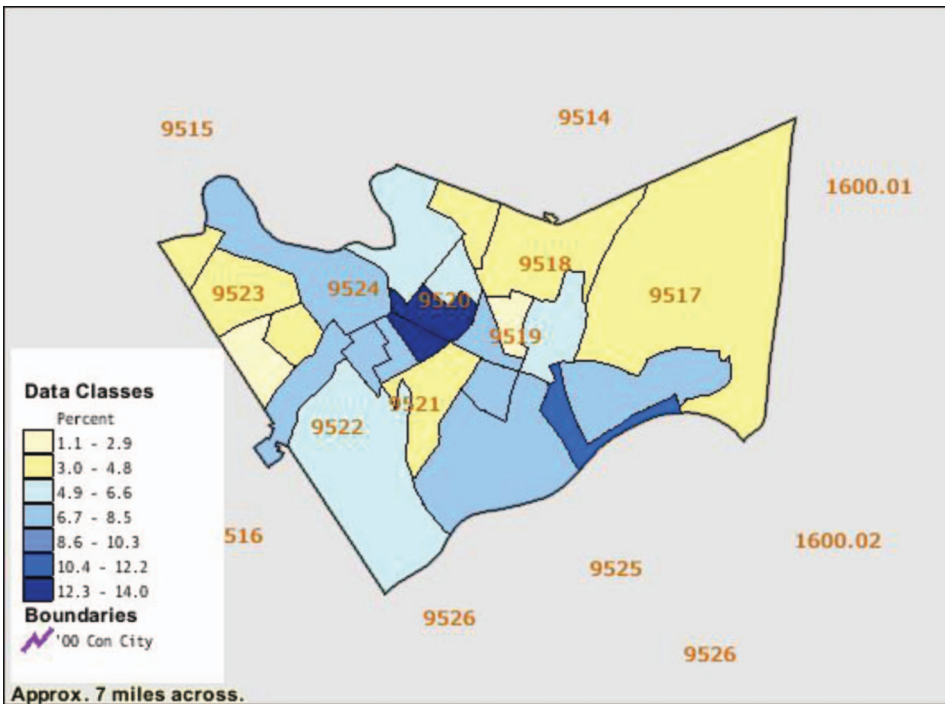 9514
9515
1600.01
9518
9523
9524
9520
9517
9519
9521
9522
516
1600.02
9525
9526
9526
Data Classes
Percent
1.1 - 2.9
3.0 - 4.8
4.9 - 6.6
6.7 - 8.5
8.6 - 10.3
10.4 - 12.2
12.3 - 14.0
Boundaries
'00 Con City
Approx. 7 miles across.